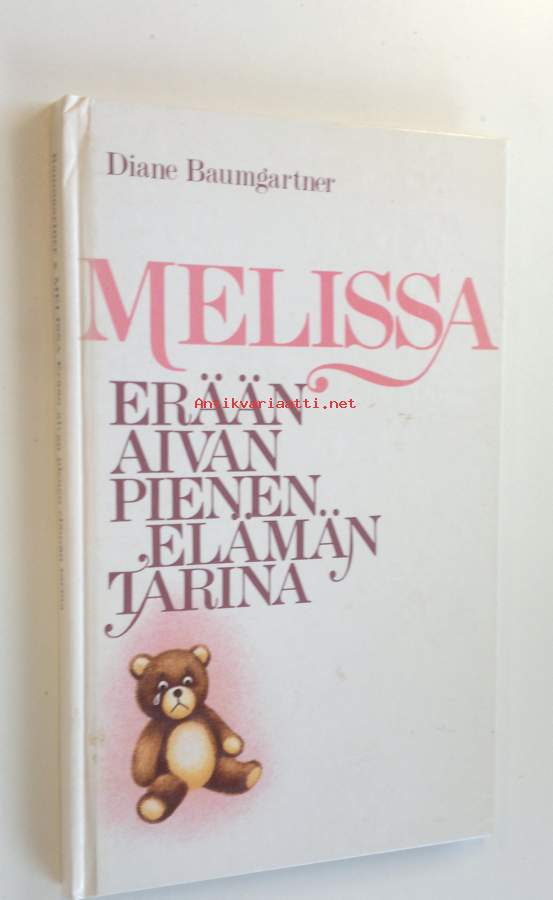 Diane Baumgartner
MELISSA
ERÄÄN
Antikvariaatti.net
AIVAN
PIENEN
ELÄMÄN
TARINA